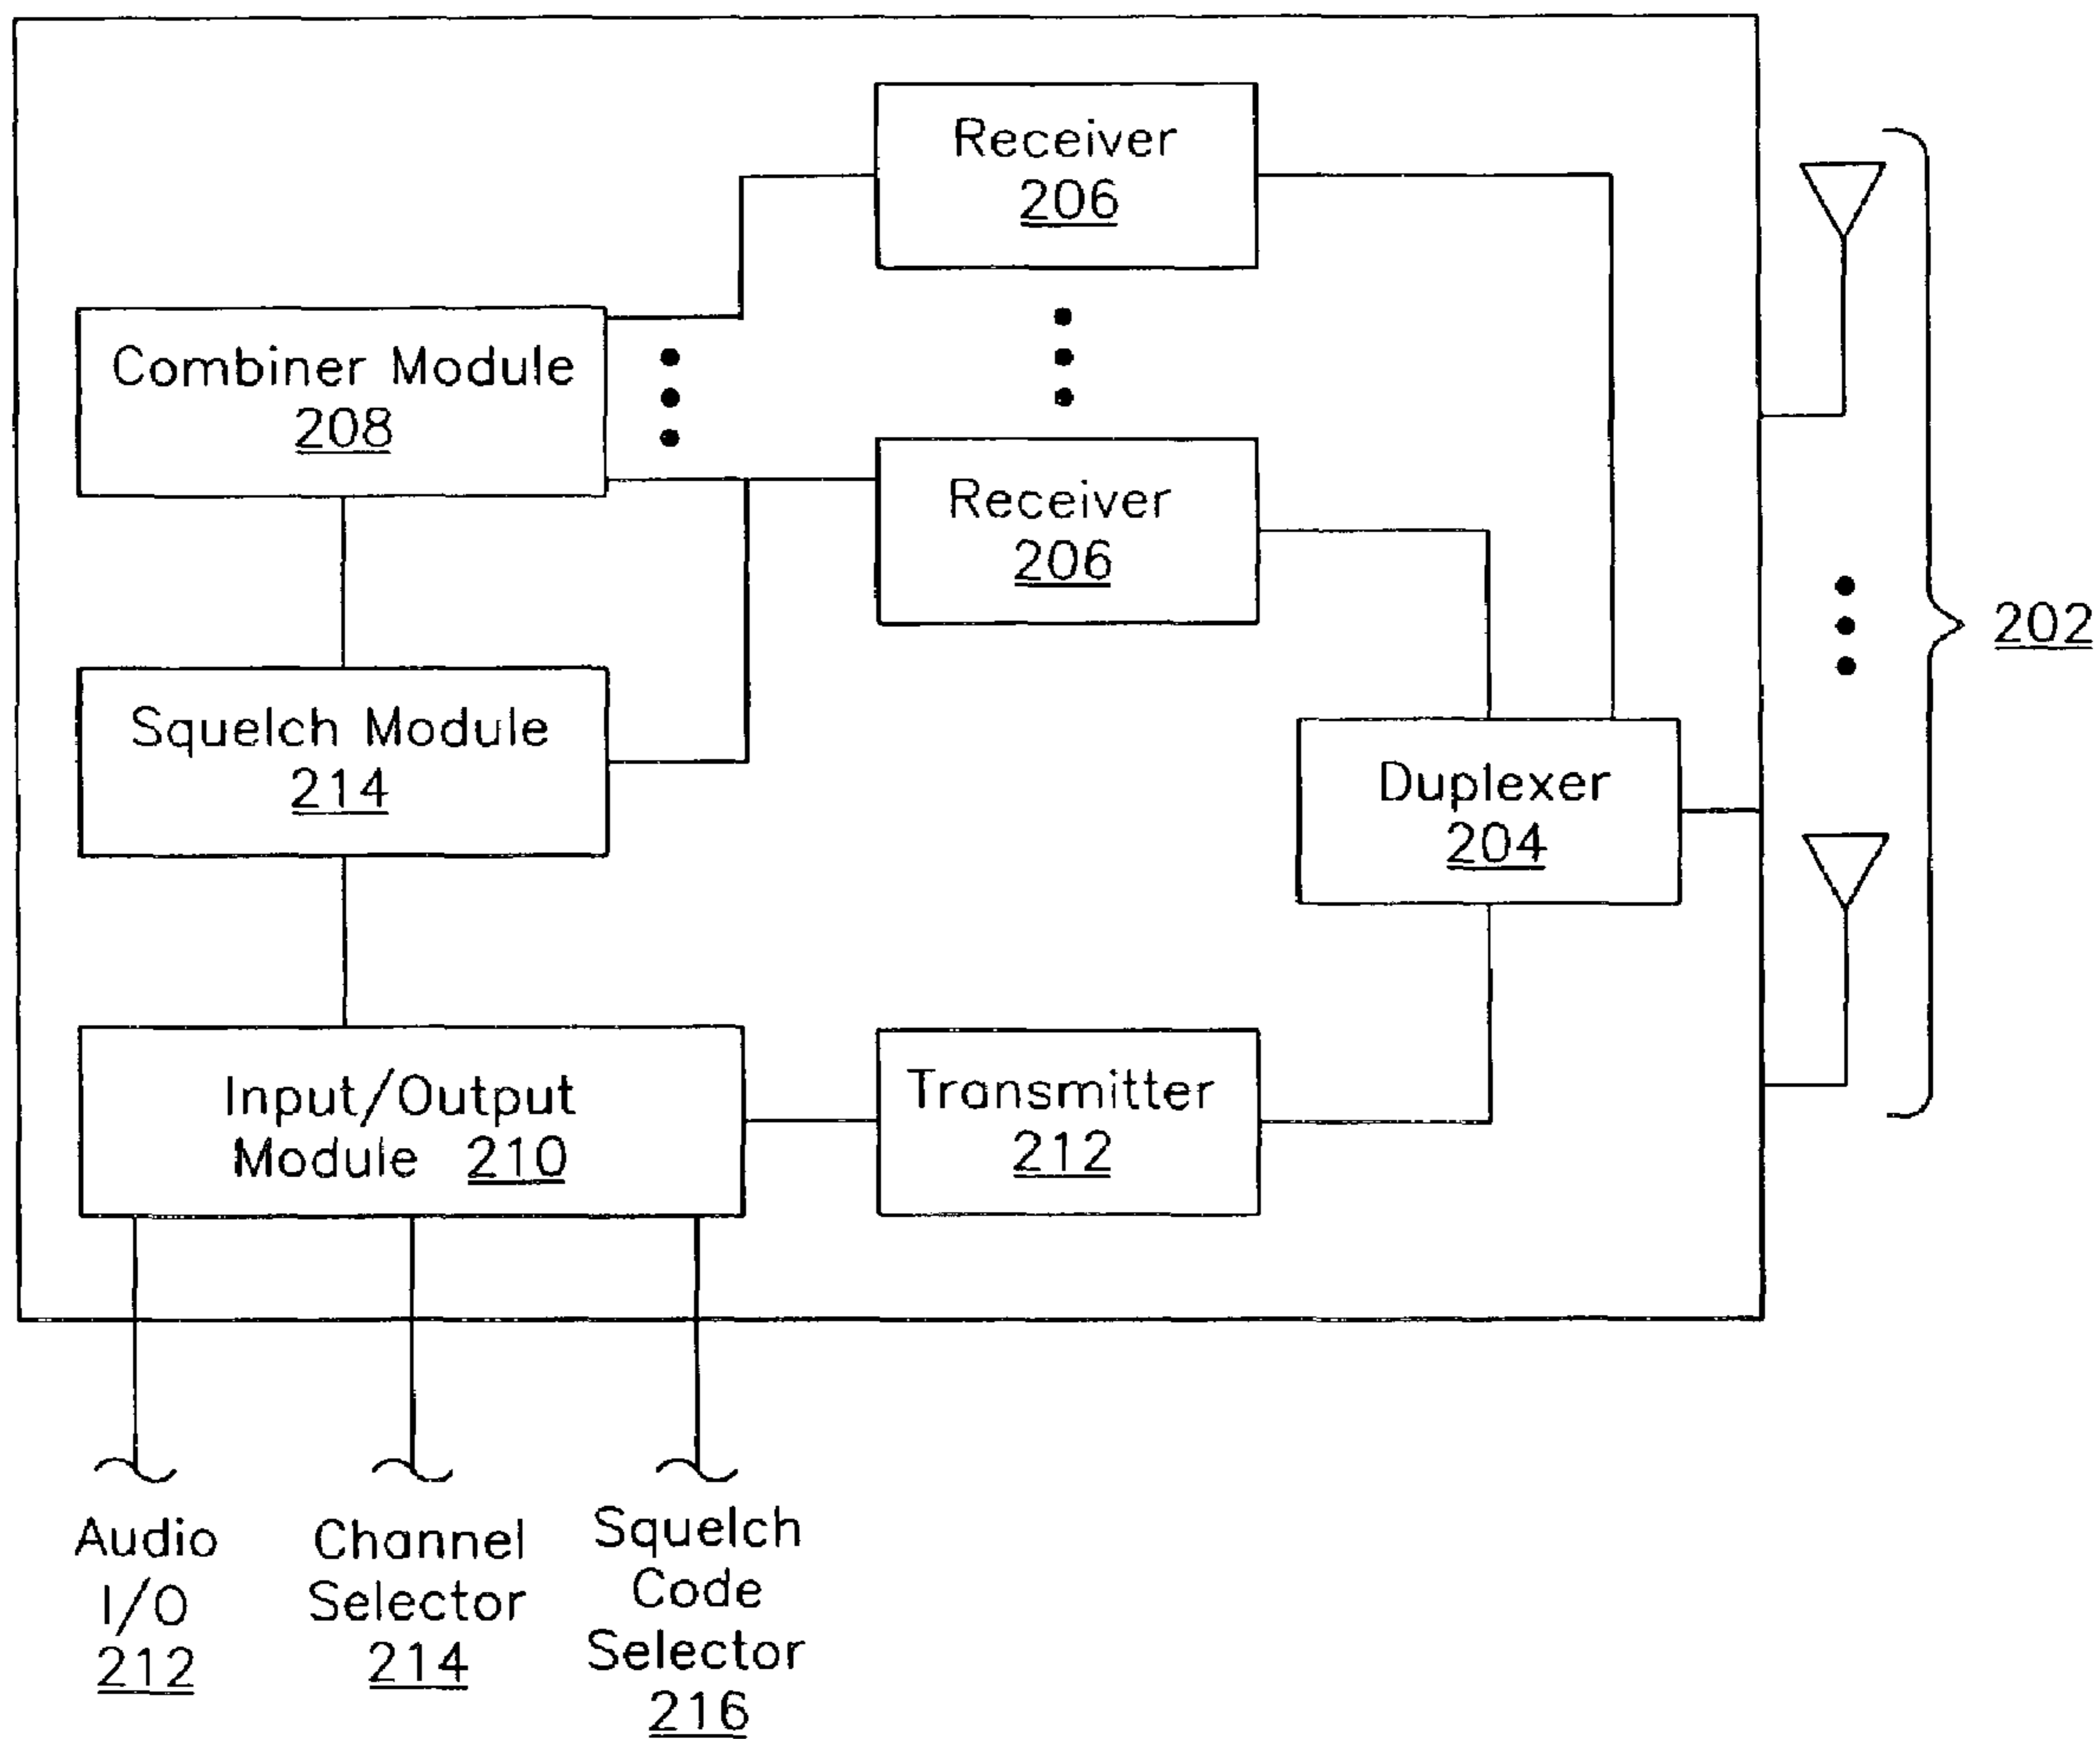 Receiver
206
Combiner Module
208
Receiver
206
202
Squelch Module
214
Duplexer
204
Input/Output
Module 210
Transmitter
212
Audio
I/O
212
Channel
Selector
214
Squelch
Code
Selector
216